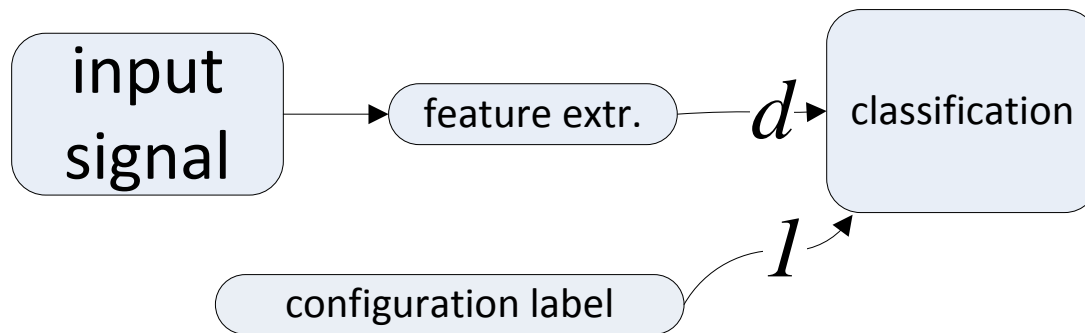 input
signal
feature extr.
d
classification
l
configuration label